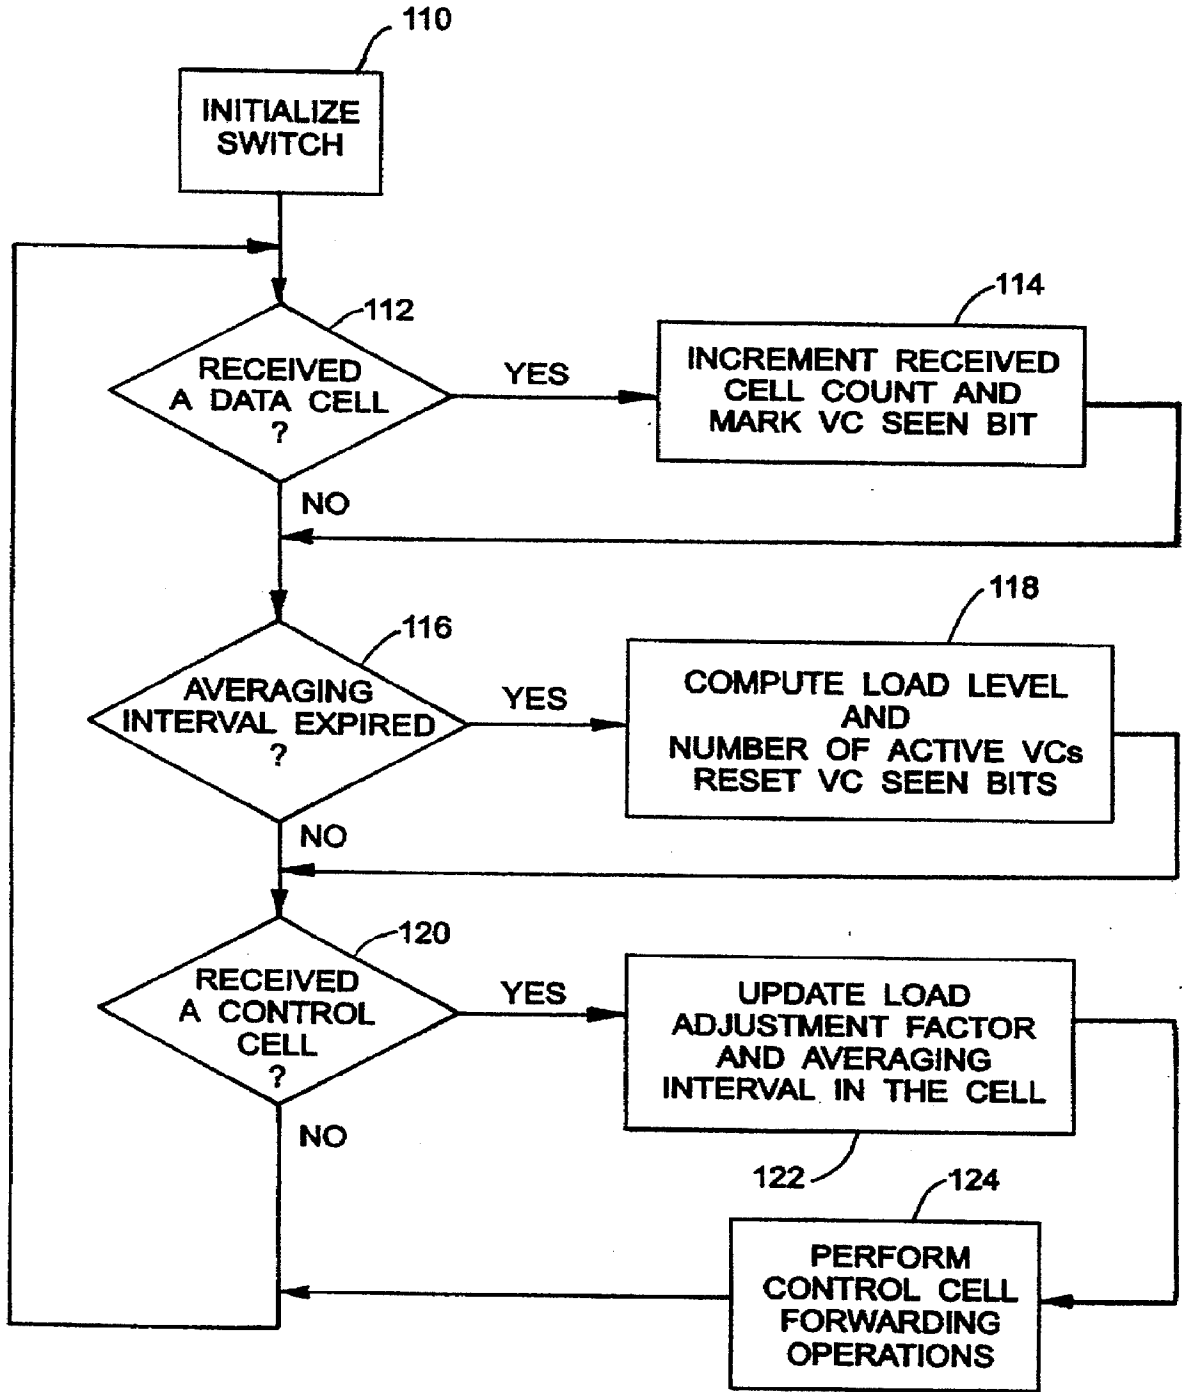 110
INITIALIZE
SWITCH
112
RECEIVED
A DATA CELL
?
YES
NO
114
INCREMENT RECEIVED
CELL COUNT AND
MARK VC SEEN BIT
116
AVERAGING
INTERVAL EXPIRED
?
YES
NO
118
COMPUTE LOAD LEVEL
AND
NUMBER OF ACTIVE VCs
RESET VC SEEN BITS
120
RECEIVED
A CONTROL
CELL
?
YES
NO
UPDATE LOAD
ADJUSTMENT FACTOR
AND AVERAGING
INTERVAL IN THE CELL
122
124
PERFORM
CONTROL CELL
FORWARDING
OPERATIONS